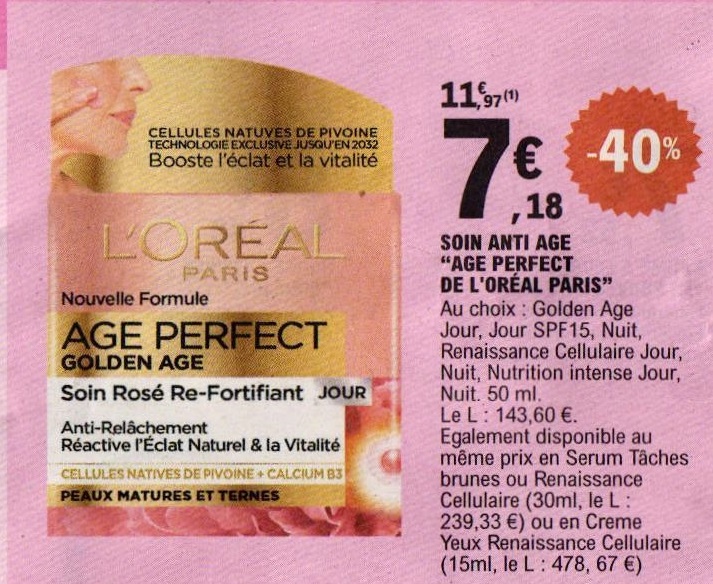 CELLULES NATUVES DE PIVOINE
TECHNOLOGIE EXCLUSIVE JUSQU'EN 2032
Booste l'éclat et la vitalité
L'ORÉAL
PARIS
Nouvelle Formule
AGE PERFECT
GOLDEN AGE
Soin Rosé Re-Fortifiant JOUR
Anti-Relâchement
Réactive l'Éclat Naturel & la Vitalité
CELLULES NATIVES DE PIVOINE + CALCIUM B3
PEAUX MATURES ET TERNES
11,€97(1)
7€,18
-40%
SOIN ANTI AGE
"AGE PERFECT
DE L'ORÉAL PARIS"
Au choix : Golden Age
Jour, Jour SPF15, Nuit,
Renaissance Cellulaire Jour,
Nuit, Nutrition intense Jour,
Nuit. 50 ml.
Le L : 143,60 €.
Egalement disponible au
même prix en Serum Tâches
brunes ou Renaissance
Cellulaire (30ml, le L :
239,33 €) ou en Creme
Yeux Renaissance Cellulaire
(15ml, le L : 478, 67 €)